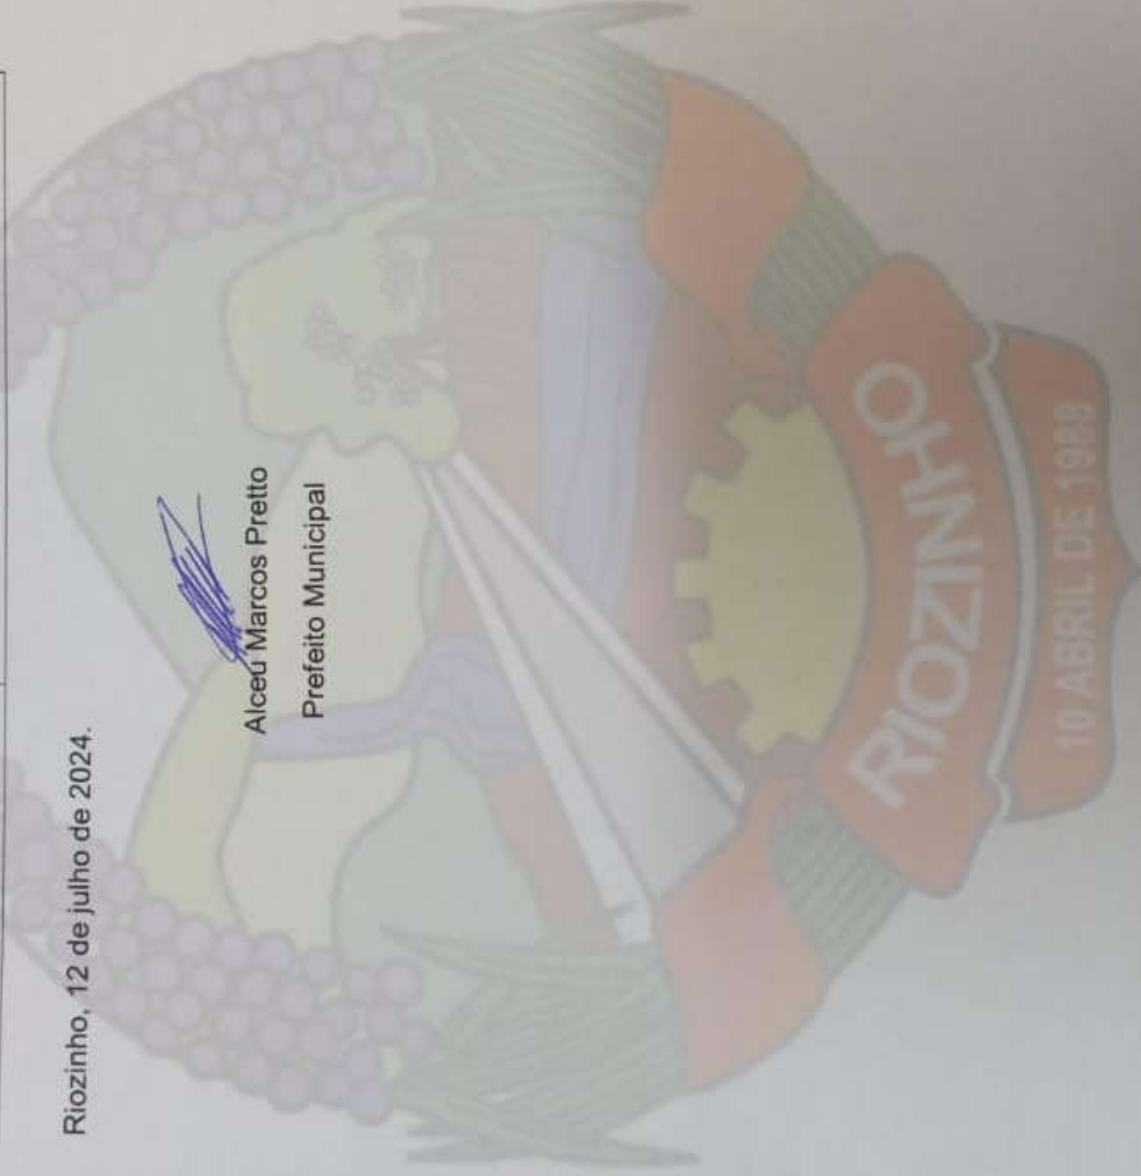 Riozinho, 12 de julho de 2024.
Alceu Marcos Pretto
Prefeito Municipal
RIOZINHO
10 ABRIL DE 1988